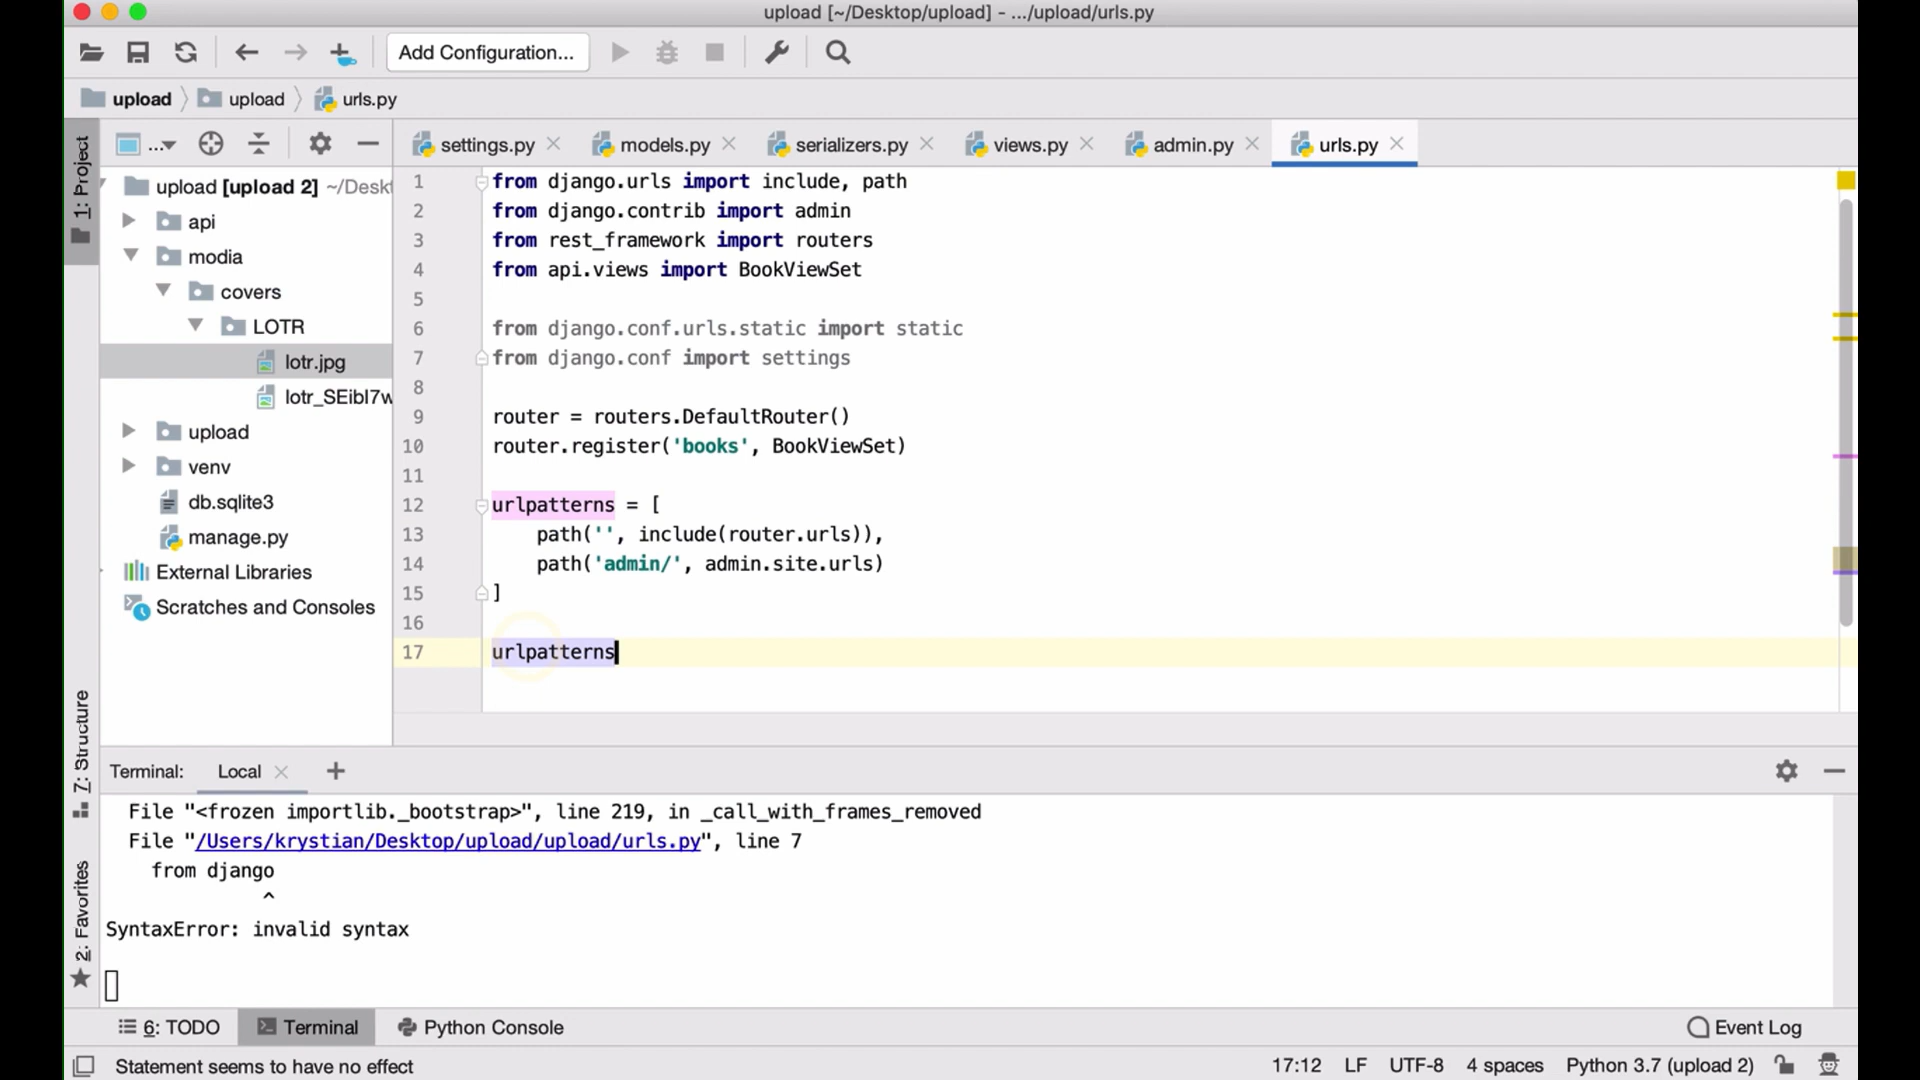 upload [~/Desktop/upload] - .../upload/urls.py
Add Configuration...
upload upload urls.py
1: Project
...
settings.py models.py serializers.py views.py admin.py urls.py
upload [upload 2] ~/Deskt
api
modia
covers
LOTR
lotr.jpg
lotr_SEibI7w
upload
venv
db.sqlite3
manage.py
External Libraries
Scratches and Consoles
1 from django.urls import include, path
2 from django.contrib import admin
3 from rest_framework import routers
4 from api.views import BookViewSet
5
6 from django.conf.urls.static import static
7 from django.conf import settings
8
9 router = routers.DefaultRouter()
10 router.register('books', BookViewSet)
11
12 urlpatterns = [
13 path('', include(router.urls)),
14 path('admin/', admin.site.urls)
15 ]
16
17 urlpatterns
7: Structure
2: Favorites
Terminal: Local
File "<frozen importlib._bootstrap>", line 219, in _call_with_frames_removed
File "/Users/krystian/Desktop/upload/upload/urls.py", line 7
from django
^
SyntaxError: invalid syntax
6: TODO Terminal Python Console Event Log
Statement seems to have no effect 17:12 LF UTF-8 4 spaces Python 3.7 (upload 2)